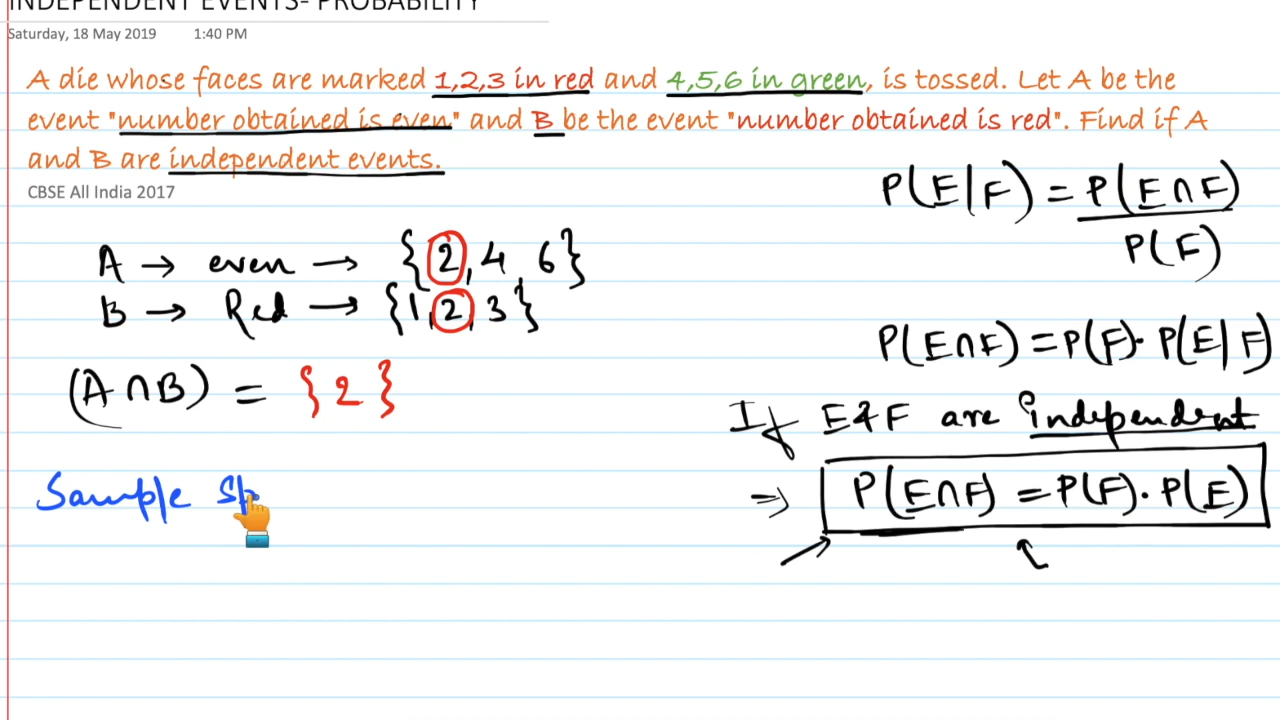 INDEPENDENT EVENTS- PROBABILITY
Saturday, 18 May 2019 1:40 PM
A die whose faces are marked 1,2,3 in red and 4,5,6 in green, is tossed. Let A be the
event "number obtained is even" and B be the event "number obtained is red". Find if A
and B are independent events.
CBSE All India 2017
A → even → {2,4 6}
B → Red → {1,2,3}
(A∩B) = {2}
Sample Sp
P(E|F) = P(E∩F)
P(F)
P(E∩F) = P(F). P(E|F)
If E & F are independent
⇒ P(E∩F) = P(F). P(E)